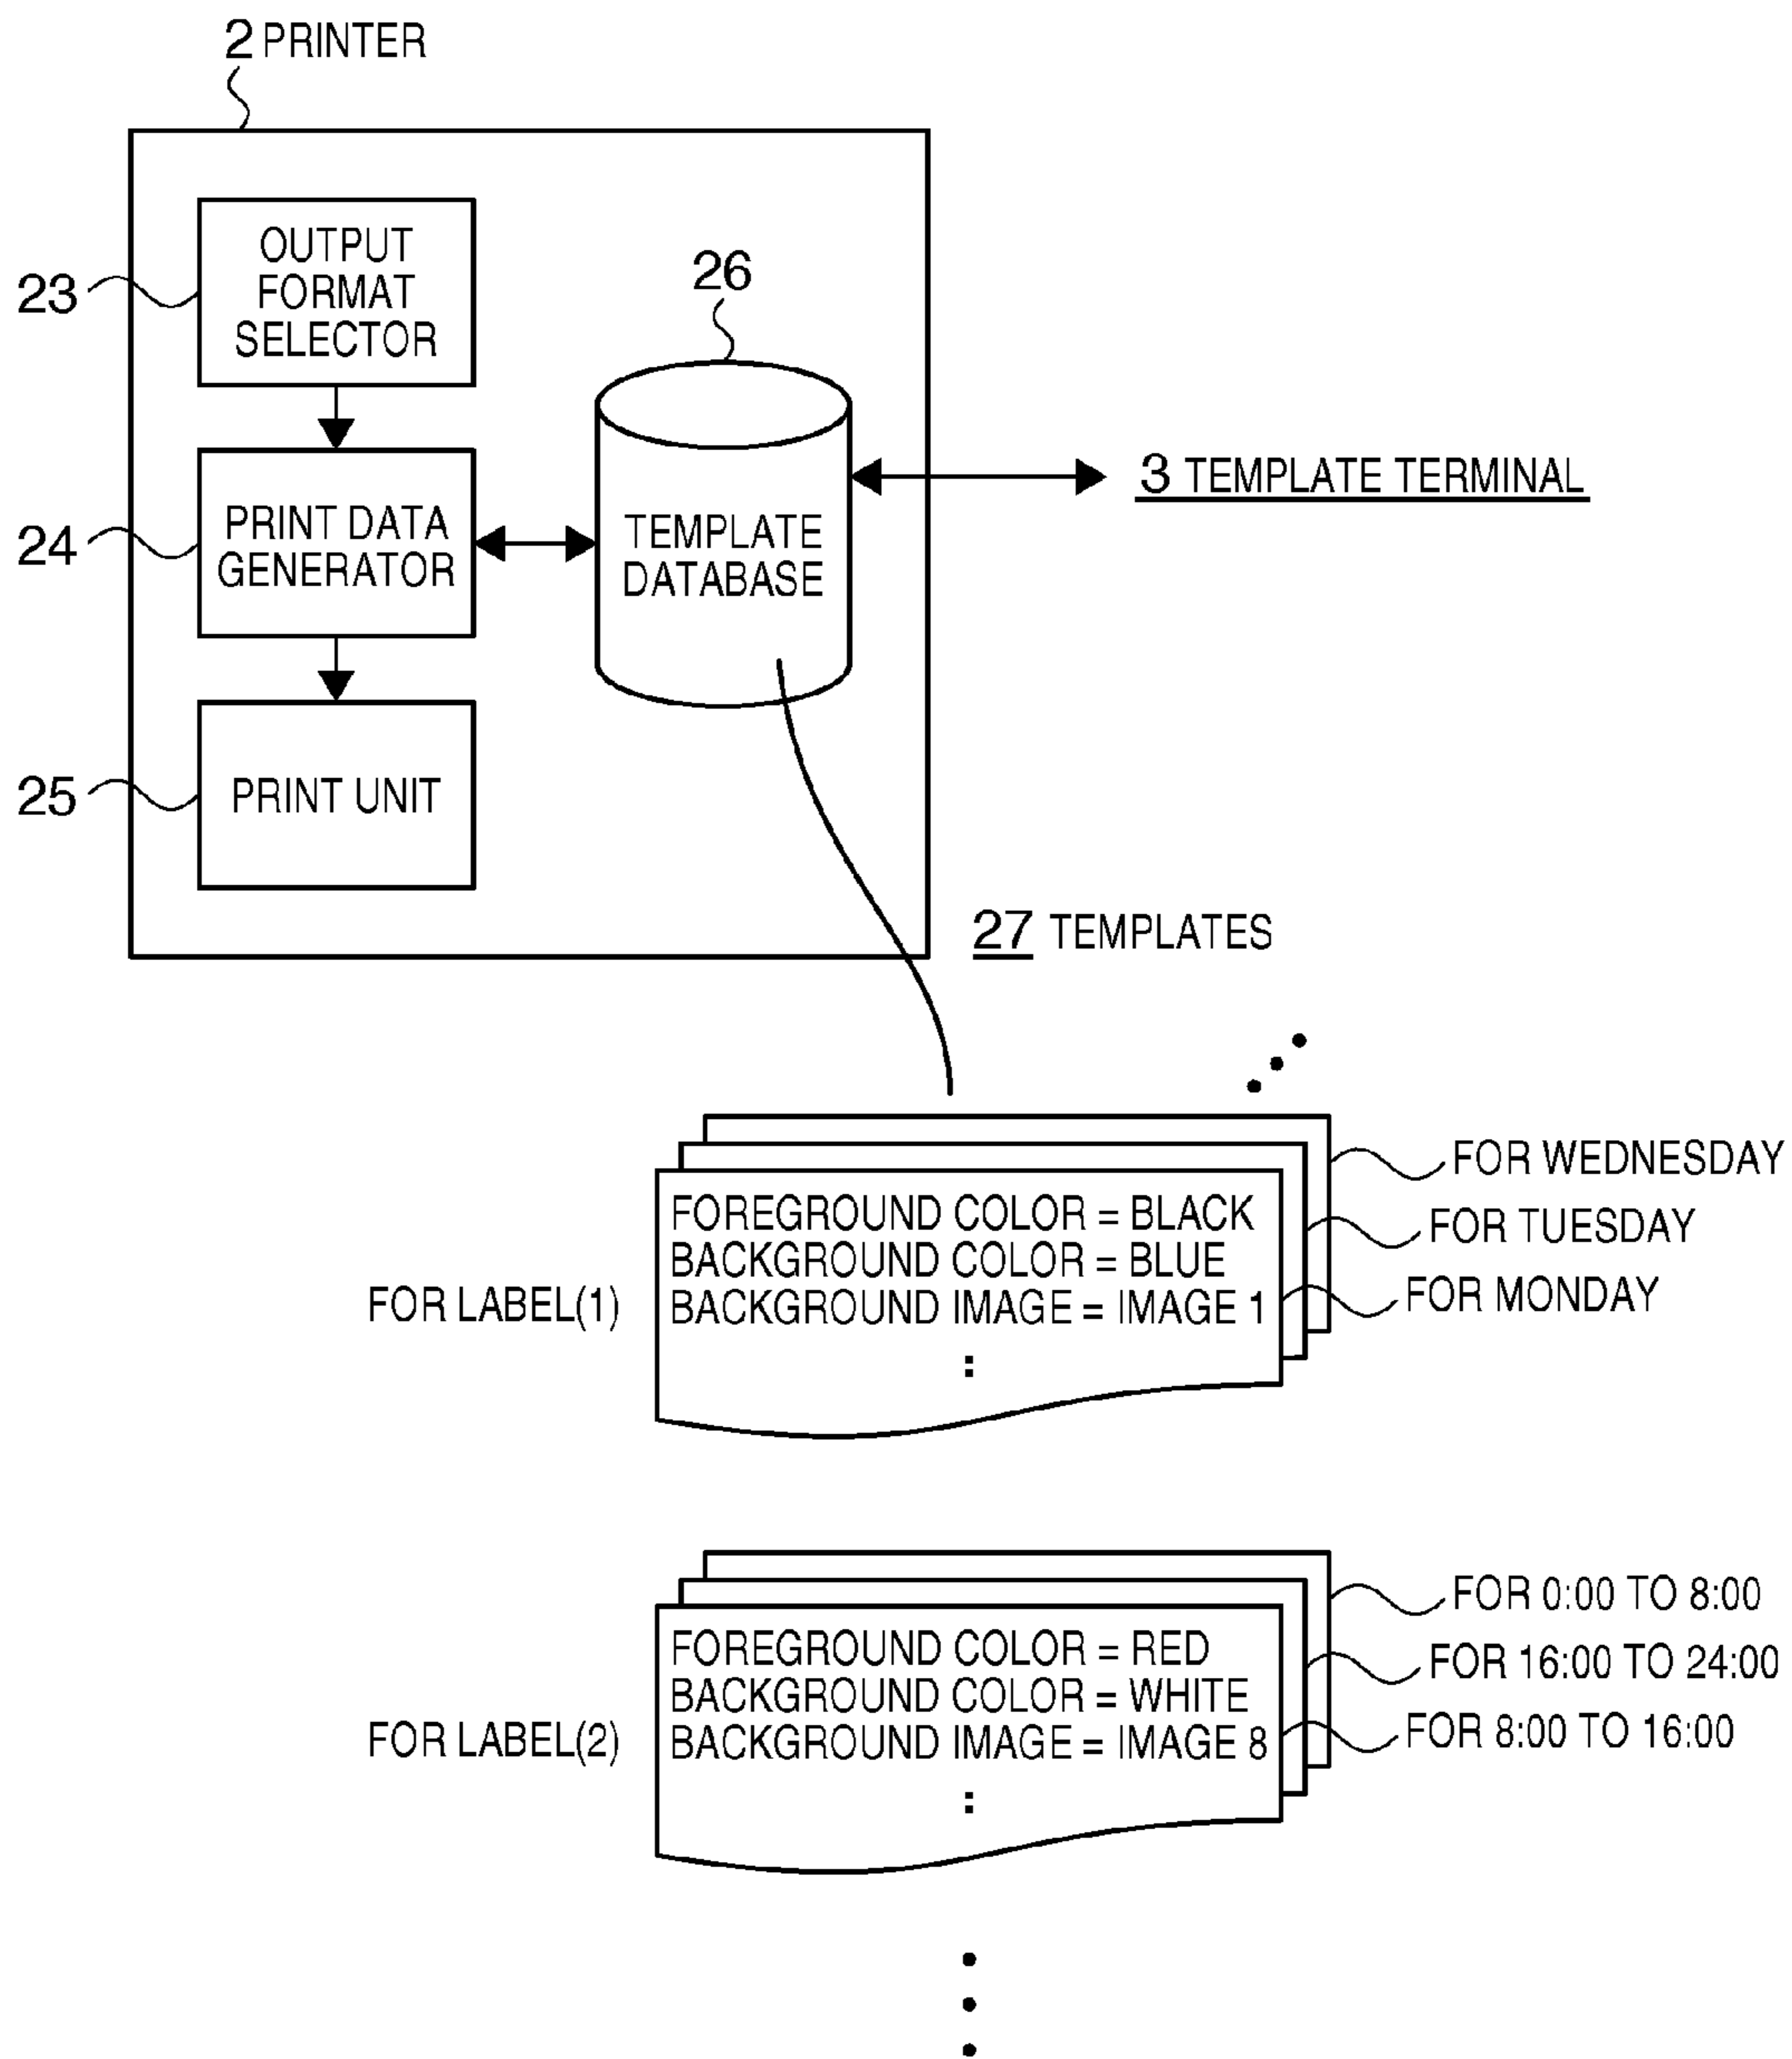 2 PRINTER
OUTPUT
FORMAT
SELECTOR
23
26
3 TEMPLATE TERMINAL
PRINT DATA
GENERATOR
24
TEMPLATE
DATABASE
PRINT UNIT
25
27 TEMPLATES
FOR WEDNESDAY
FOR TUESDAY
FOR MONDAY
FOR LABEL(1)
FOREGROUND COLOR = BLACK
BACKGROUND COLOR = BLUE
BACKGROUND IMAGE = IMAGE 1
:
FOR 0:00 TO 8:00
FOR 16:00 TO 24:00
FOR 8:00 TO 16:00
FOR LABEL(2)
FOREGROUND COLOR = RED
BACKGROUND COLOR = WHITE
BACKGROUND IMAGE = IMAGE 8
: